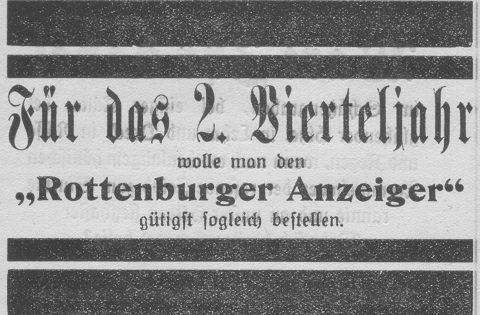 Für das 2. Vierteljahr
wolle man den
„Rottenburger Anzeiger“
gütigſt ſogleich beſtellen.